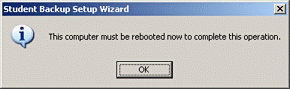 Student Backup Setup Wizard
This computer must be rebooted now to complete this operation.
OK